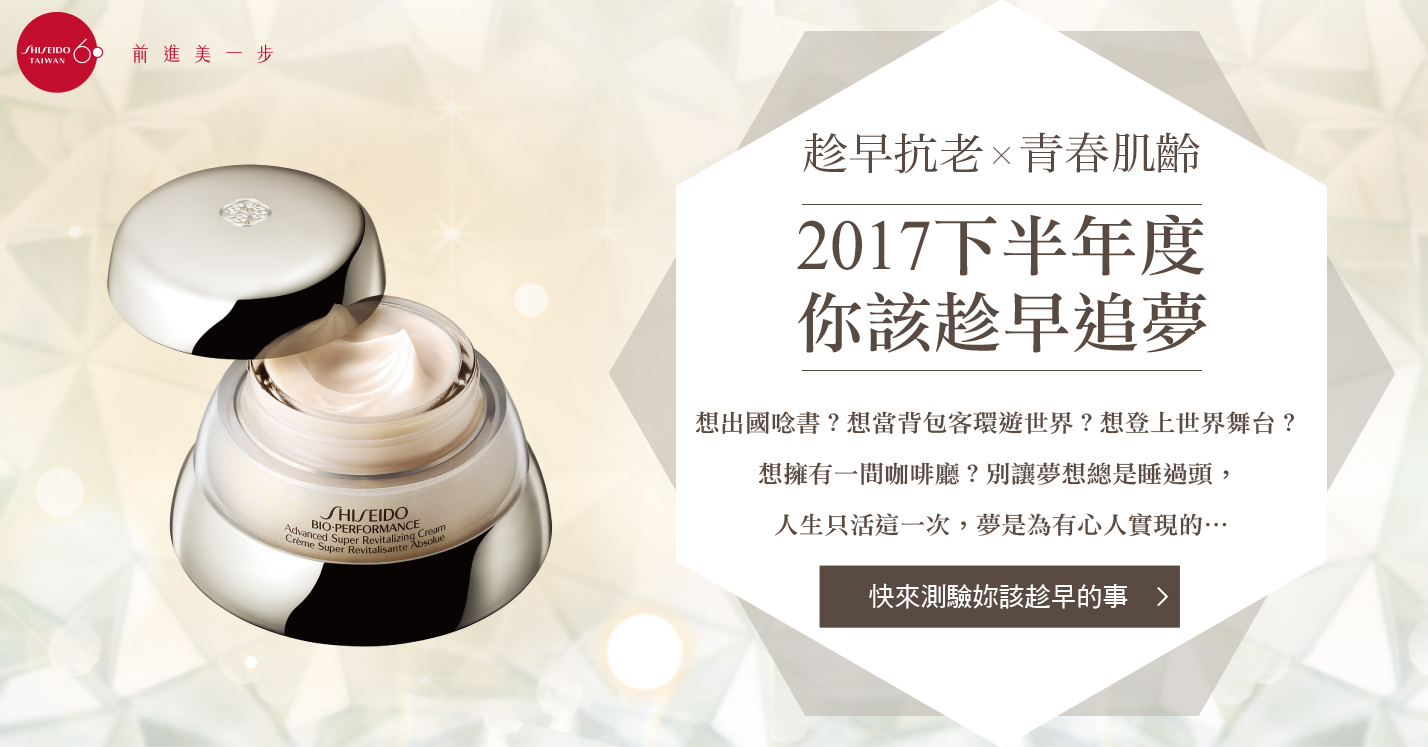 SHISEIDO 60
TAIWAN
前進美一步
趁早抗老×青春肌齡
2017下半年度
你該趁早追夢
想出國唸書？想當背包客環遊世界？想登上世界舞台？
想擁有一間咖啡廳？別讓夢想總是睡過頭，
人生只活這一次，夢是為有心人實現的…
快來測驗妳該趁早的事
SHISEIDO
BIO-PERFORMANCE
Advanced Super Revitalizing Cream
Crème Super Revitalisante Absolue